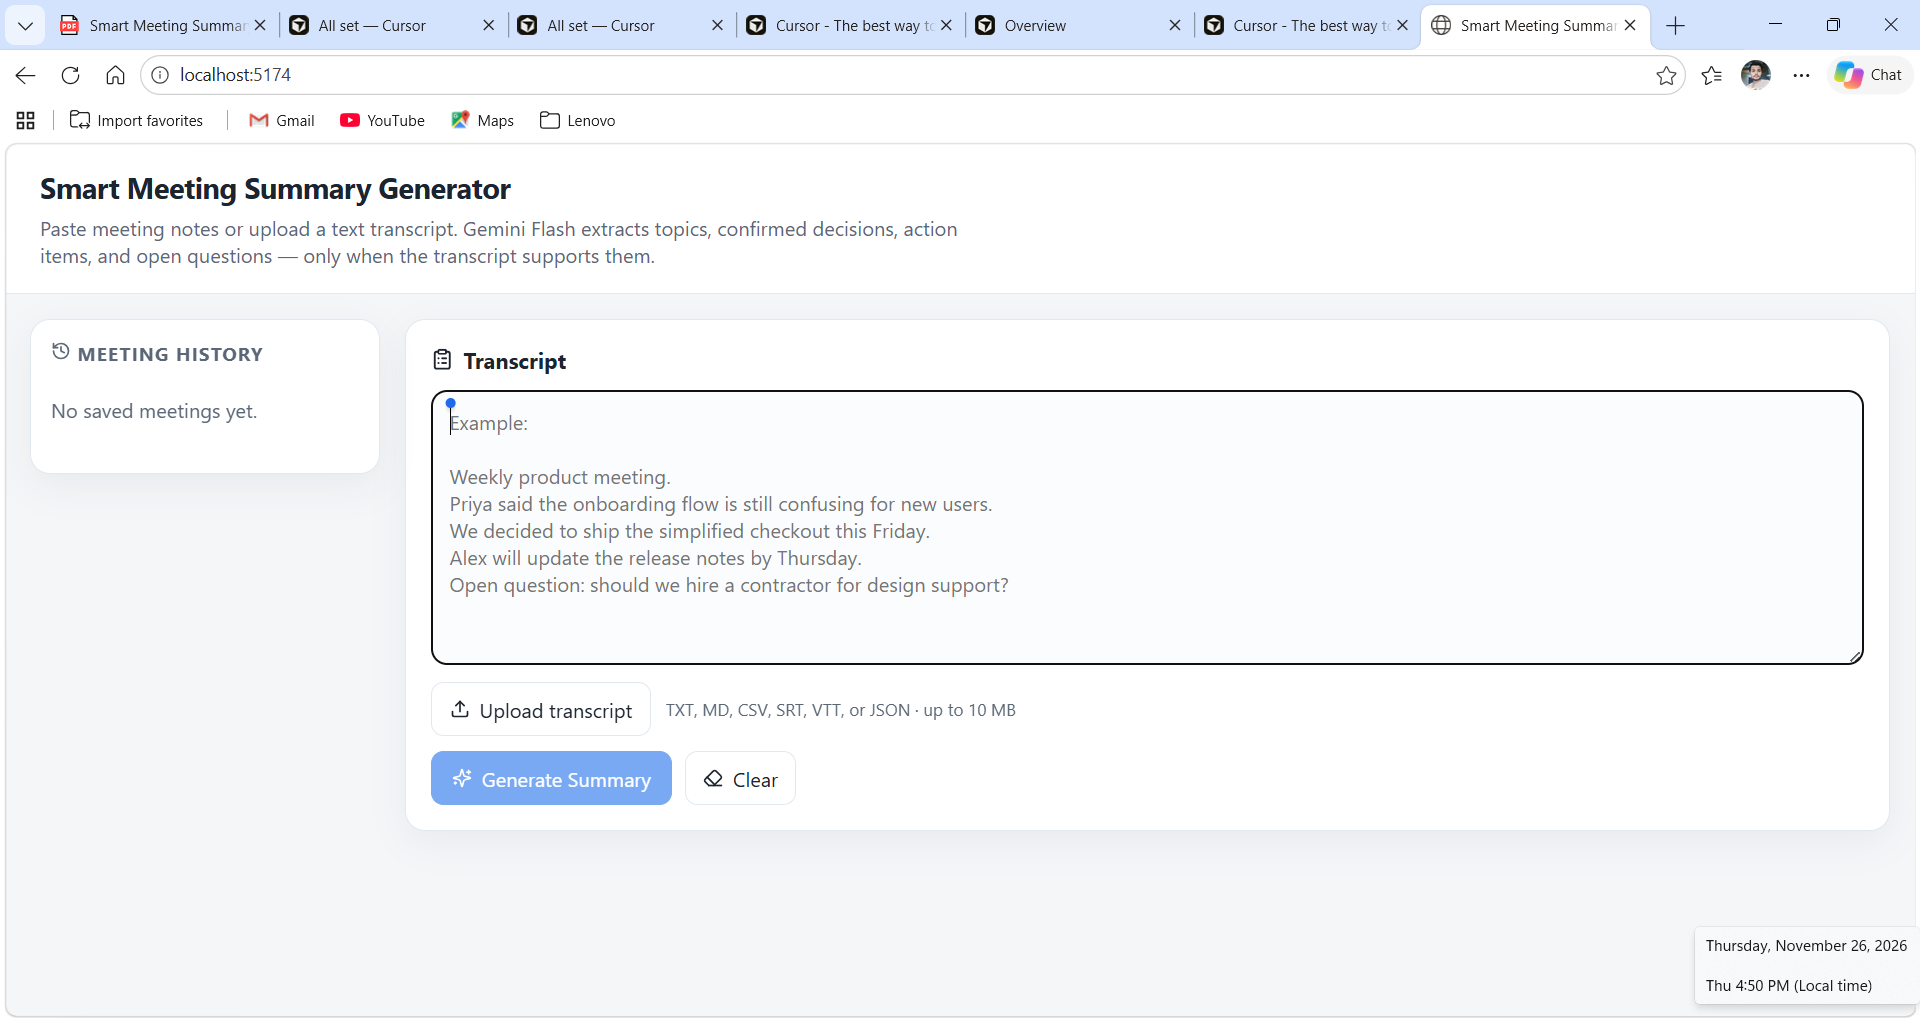 Smart Meeting Summar
All set — Cursor
All set — Cursor
Cursor - The best way to
Overview
Cursor - The best way to
Smart Meeting Summar
localhost:5174
Chat
Import favorites
Gmail
YouTube
Maps
Lenovo
Smart Meeting Summary Generator
Paste meeting notes or upload a text transcript. Gemini Flash extracts topics, confirmed decisions, action
items, and open questions — only when the transcript supports them.
MEETING HISTORY
No saved meetings yet.
Transcript
Example:
Weekly product meeting.
Priya said the onboarding flow is still confusing for new users.
We decided to ship the simplified checkout this Friday.
Alex will update the release notes by Thursday.
Open question: should we hire a contractor for design support?
Upload transcript
TXT, MD, CSV, SRT, VTT, or JSON · up to 10 MB
Generate Summary
Clear
Thursday, November 26, 2026
Thu 4:50 PM (Local time)